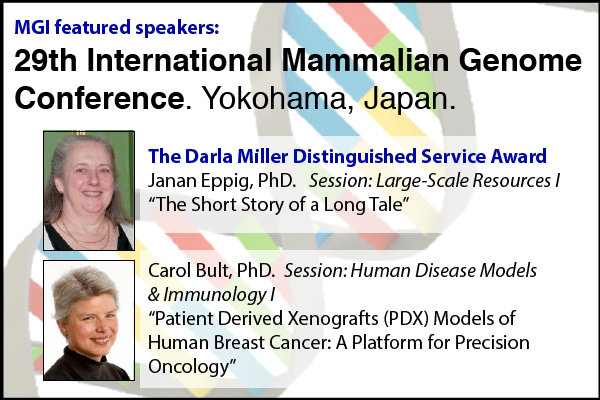 MGI featured speakers:
29th International Mammalian Genome
Conference. Yokohama, Japan.
The Darla Miller Distinguished Service Award
Janan Eppig, PhD.   Session: Large-Scale Resources I
“The Short Story of a Long Tale”
Carol Bult, PhD.  Session: Human Disease Models
& Immunology I
“Patient Derived Xenografts (PDX) Models of
Human Breast Cancer: A Platform for Precision
Oncology”